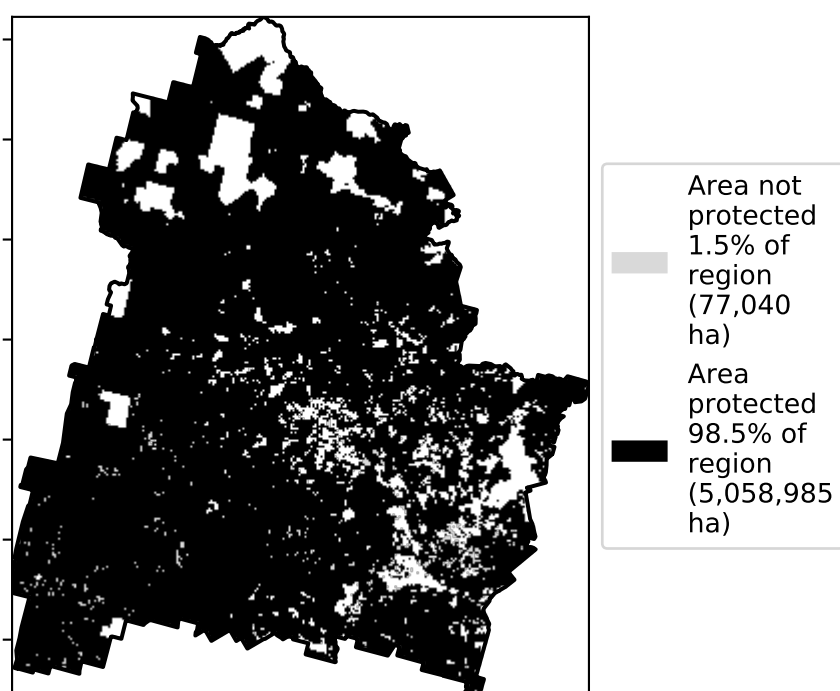 Area not
protected
1.5% of
region
(77,040
ha)
Area
protected
98.5% of
region
(5,058,985
ha)